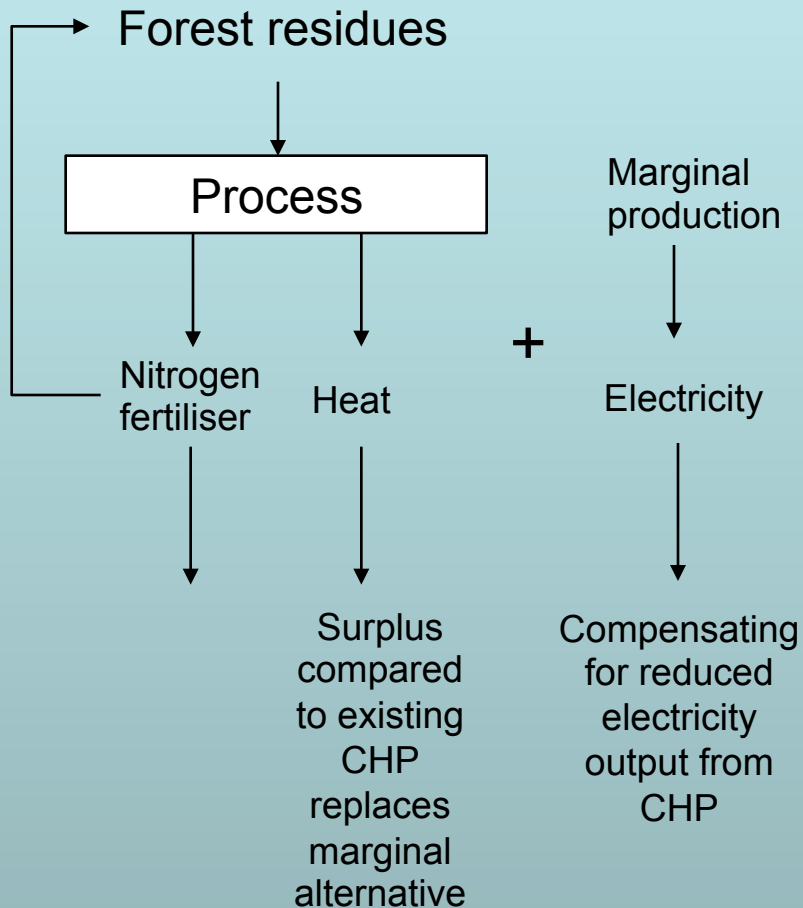 Forest residues
Process
Marginal
production
+
Nitrogen
fertiliser
Heat
Electricity
Surplus
compared
to existing
CHP
replaces
marginal
alternative
Compensating
for reduced
electricity
output from
CHP